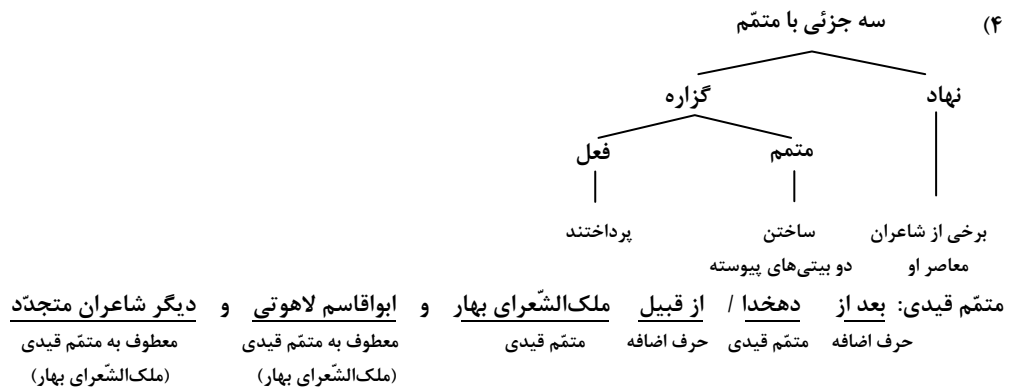 ۴) سه جزئی با متمّم
نهاد گزاره
متمم فعل
برخی از شاعران ساختن پرداختند
معاصر او دو بیتی‌های پیوسته
متمّم قیدی: بعد از دهخدا / از قبیل ملک‌الشّعرای بهار و ابواقاسم لاهوتی و دیگر شاعران متجدّد
حرف اضافه متمّم قیدی حرف اضافه متمّم قیدی معطوف به متمّم قیدی معطوف به متمّم قیدی
(ملک‌الشّعرای بهار) (ملک‌الشّعرای بهار)